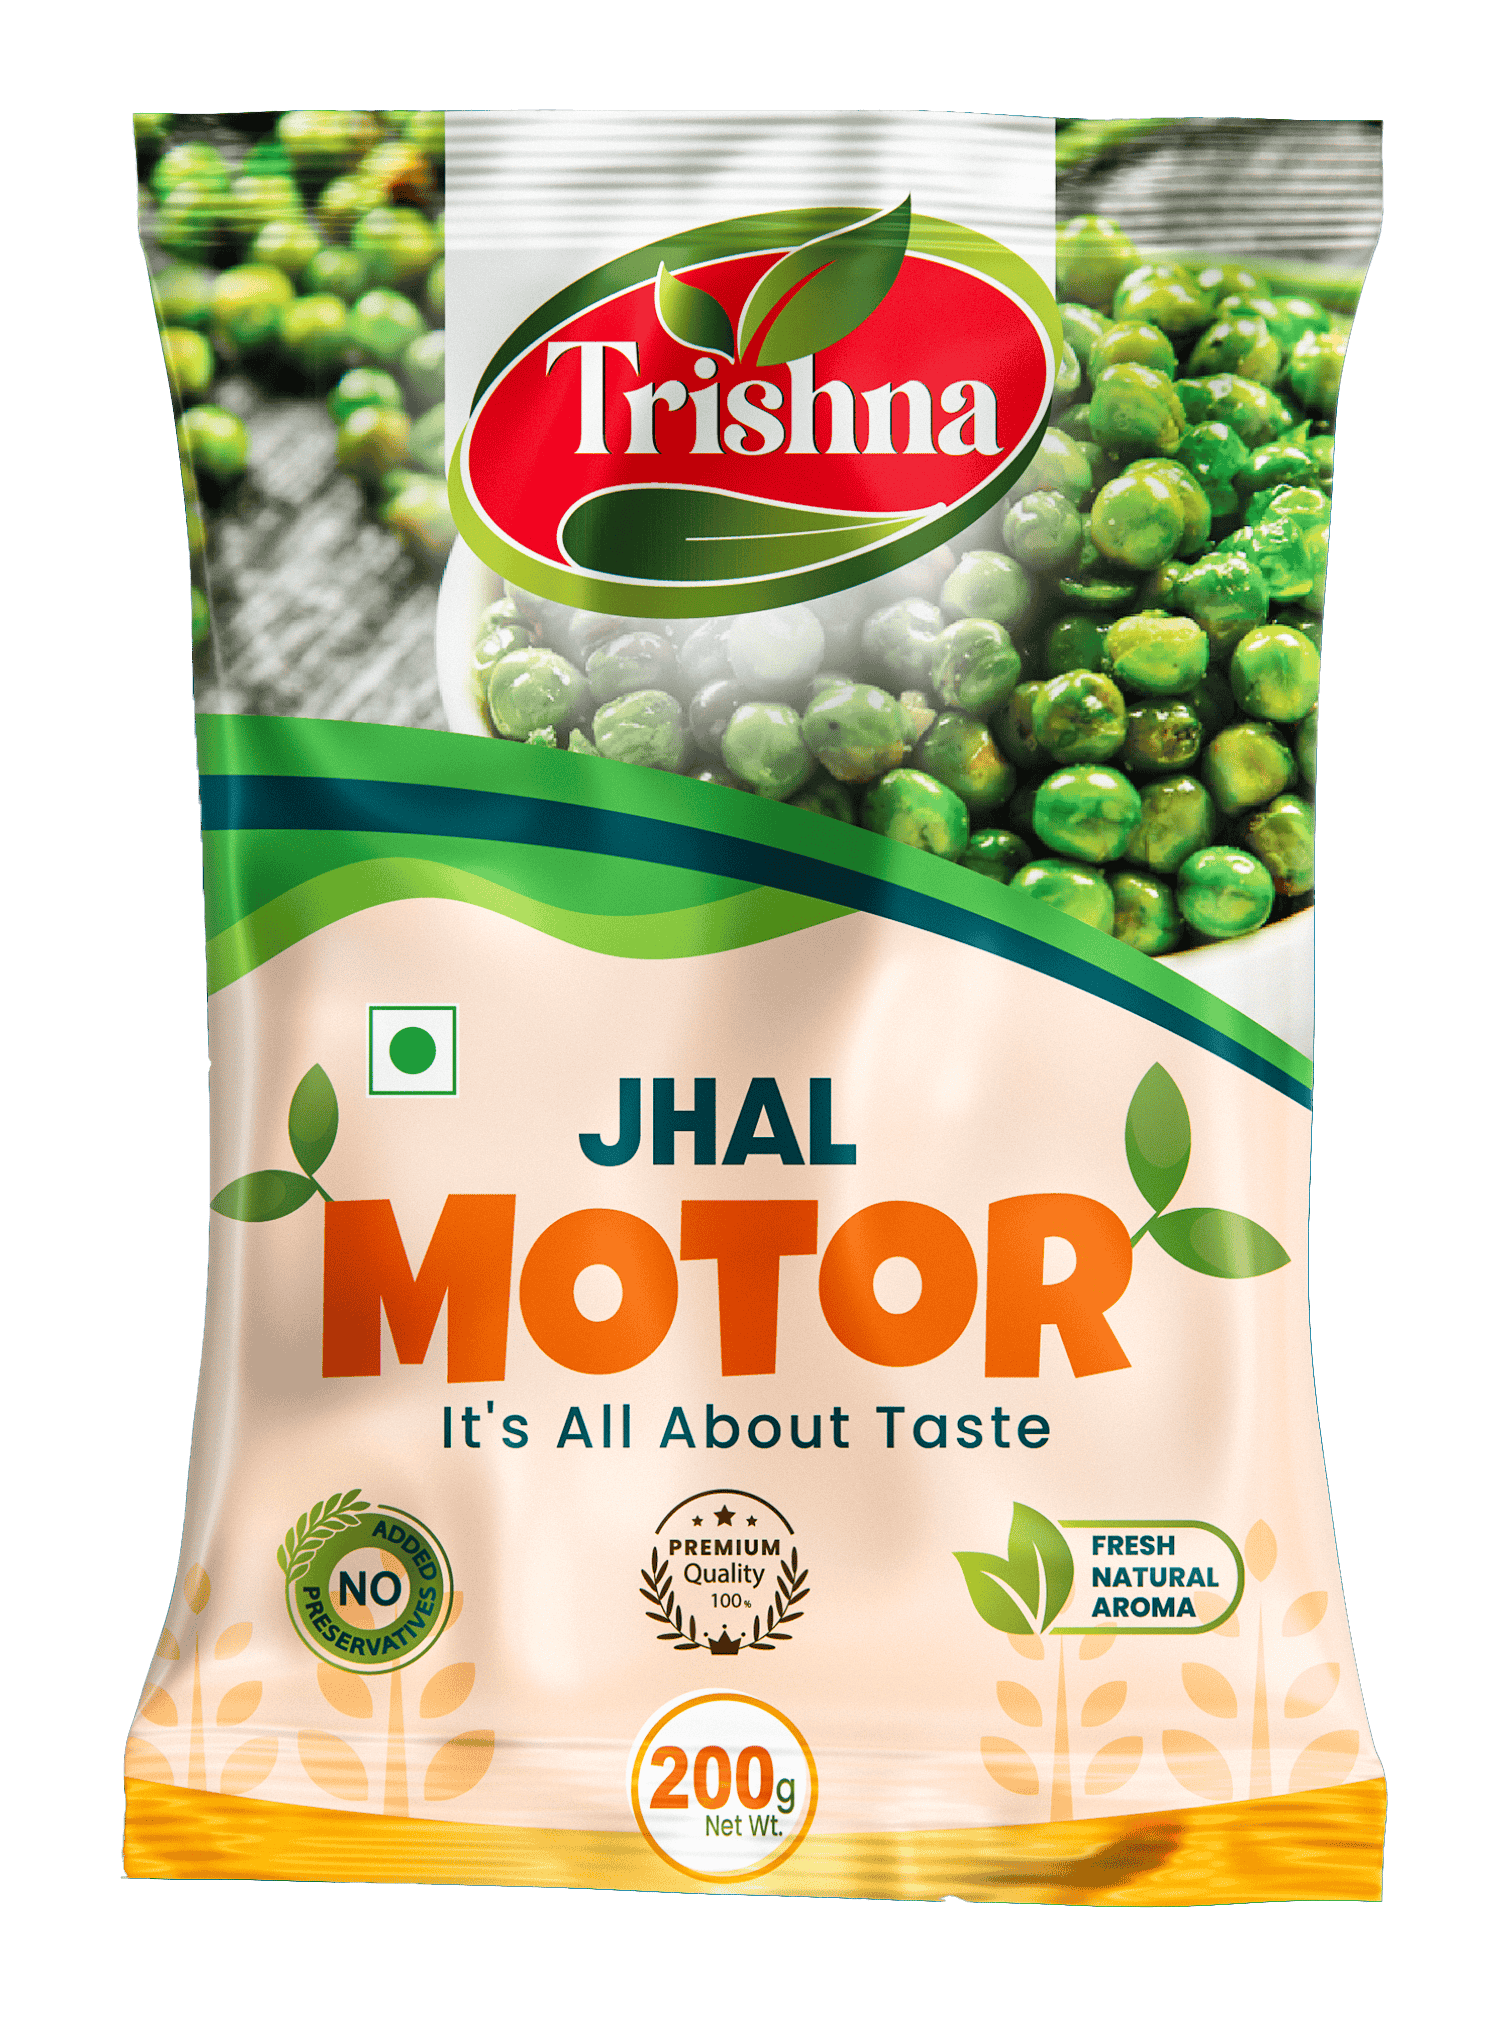 Trishna
JHAL
MOTOR
It's All About Taste
NO
ADDED
PRESERVATIVES
PREMIUM
Quality
100%
FRESH
NATURAL
AROMA
200g
Net Wt.